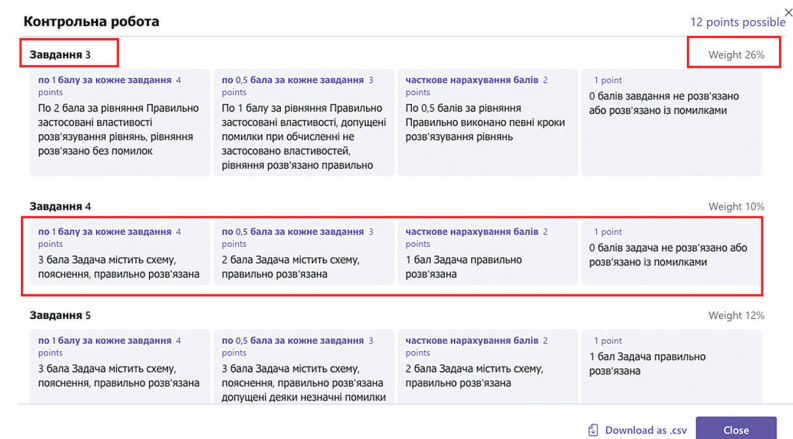 Контрольна робота
12 points possible
Завдання 3
Weight 26%
по 1 балу за кожне завдання 4
points
По 2 бала за рівняння Правильно
застосовані властивості
розв'язування рівнянь, рівняння
розв'язано без помилок
по 0,5 бала за кожне завдання 3
points
По 1 балу за рівняння Правильно
застосовані властивості, допущені
помилки при обчисленні не
застосовано властивостей,
рівняння розв'язано правильно
часткове нарахування балів 2
points
По 0,5 балів за рівняння
Правильно виконано певні кроки
розв'язування рівнянь
1 point
0 балів завдання не розв'язано
або розв'язано із помилками
Завдання 4
Weight 10%
по 1 балу за кожне завдання 4
points
3 бала Задача містить схему,
пояснення, правильно розв'язана
по 0,5 бала за кожне завдання 3
points
2 бала Задача містить схему,
правильно розв'язана
часткове нарахування балів 2
points
1 бал Задача правильно
розв'язана
1 point
0 балів задача не розв'язано або
розв'язано із помилками
Завдання 5
Weight 12%
по 1 балу за кожне завдання 4
points
3 бала Задача містить схему,
пояснення, правильно розв'язана
по 0,5 бала за кожне завдання 3
points
3 бала Задача містить схему,
пояснення, правильно розв'язана
допущені деяки незначні помилки
часткове нарахування балів 2
points
2 бала Задача містить схему,
правильно розв'язана
1 point
1 бал Задача правильно
розв'язана
Download as .csv
Close